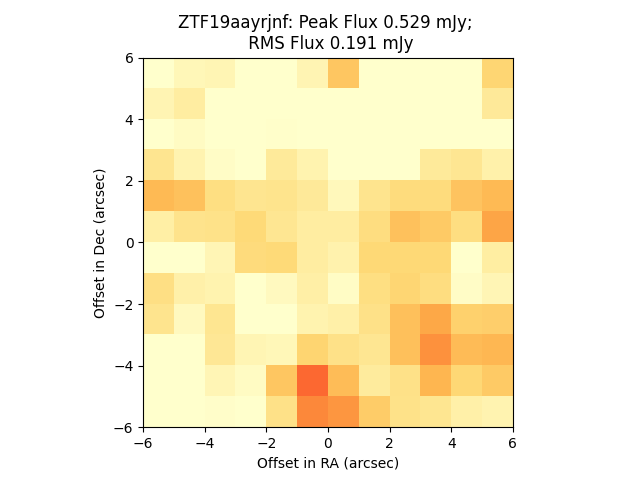 ZTF19aayrjnf: Peak Flux 0.529 mJy;
RMS Flux 0.191 mJy
6
4
2
0
−2
−4
−6
Offset in Dec (arcsec)
−6 −4 −2 0 2 4 6
Offset in RA (arcsec)